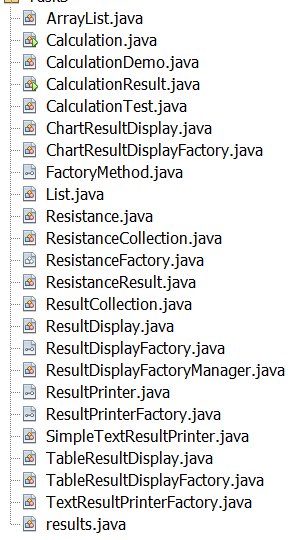 Tasks
ArrayList.java
Calculation.java
CalculationDemo.java
CalculationResult.java
CalculationTest.java
ChartResultDisplay.java
ChartResultDisplayFactory.java
FactoryMethod.java
List.java
Resistance.java
ResistanceCollection.java
ResistanceFactory.java
ResistanceResult.java
ResultCollection.java
ResultDisplay.java
ResultDisplayFactory.java
ResultDisplayFactoryManager.java
ResultPrinter.java
ResultPrinterFactory.java
SimpleTextResultPrinter.java
TableResultDisplay.java
TableResultDisplayFactory.java
TextResultPrinterFactory.java
results.java